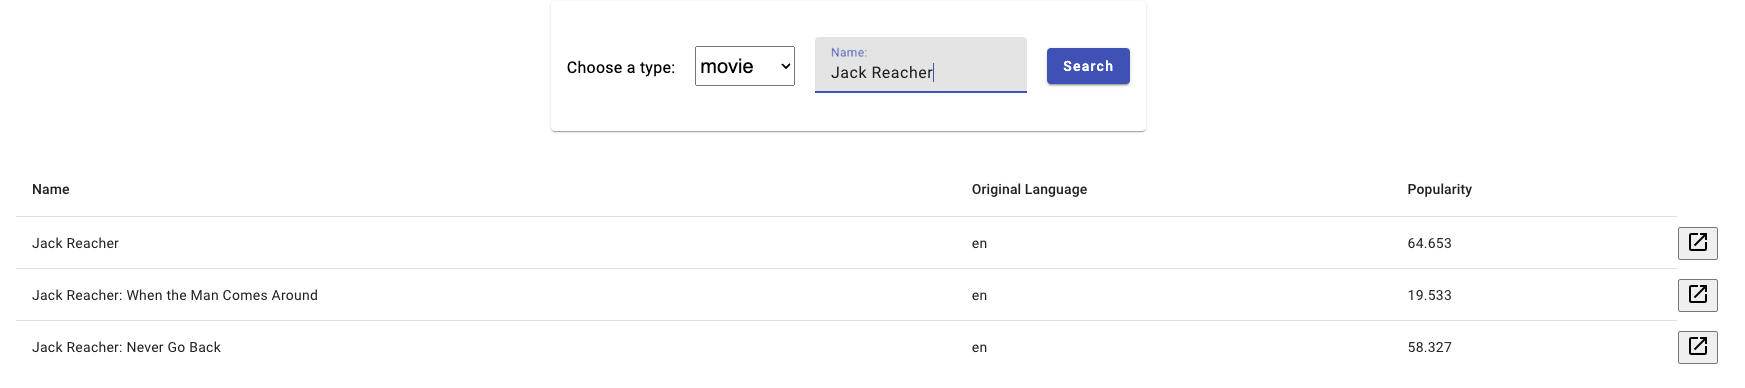 Choose a type: movie Name: Jack Reacher Search
Name Original Language Popularity
Jack Reacher en 64.653
Jack Reacher: When the Man Comes Around en 19.533
Jack Reacher: Never Go Back en 58.327